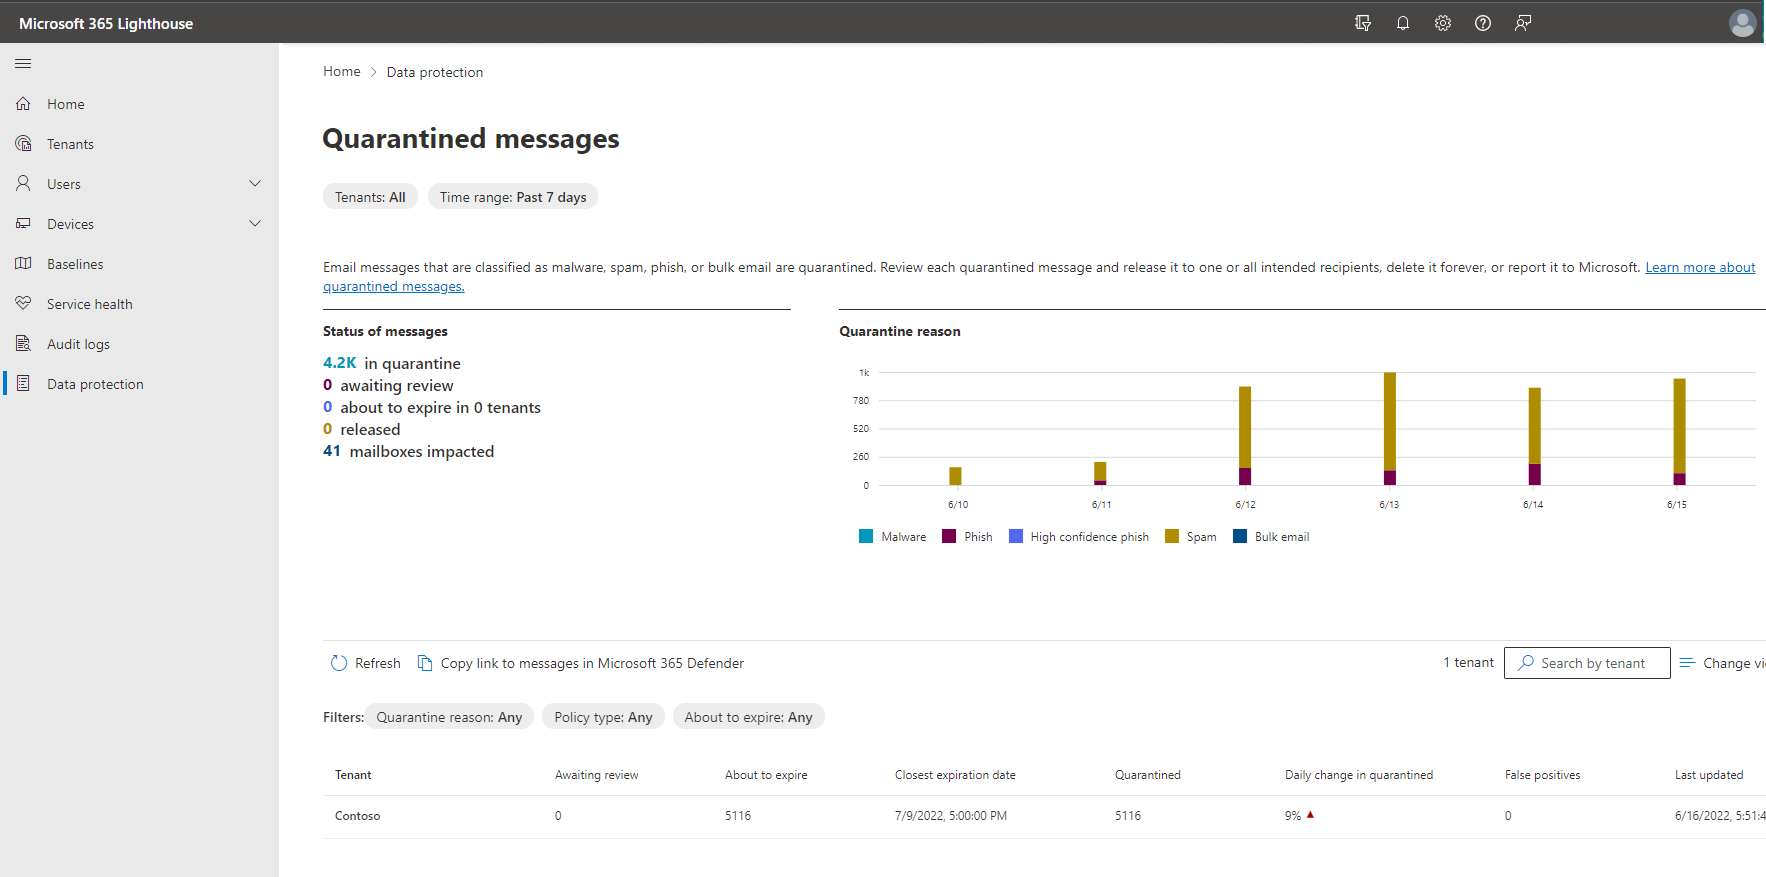 Microsoft 365 Lighthouse
Home
Tenants
Users
Devices
Baselines
Service health
Audit logs
Data protection
Home > Data protection
Quarantined messages
Tenants: All Time range: Past 7 days
Email messages that are classified as malware, spam, phish, or bulk email are quarantined. Review each quarantined message and release it to one or all intended recipients, delete it forever, or report it to Microsoft. Learn more about
quarantined messages.
Status of messages
4.2K in quarantine
0 awaiting review
0 about to expire in 0 tenants
0 released
41 mailboxes impacted
Quarantine reason
1k
780
520
260
0
6/10 6/11 6/12 6/13 6/14 6/15
Malware Phish High confidence phish Spam Bulk email
Refresh Copy link to messages in Microsoft 365 Defender 1 tenant Search by tenant Change vi
Filters: Quarantine reason: Any Policy type: Any About to expire: Any
Tenant Awaiting review About to expire Closest expiration date Quarantined Daily change in quarantined False positives Last updated
Contoso 0 5116 7/9/2022, 5:00:00 PM 5116 9% ▲ 0 6/16/2022, 5:51:4